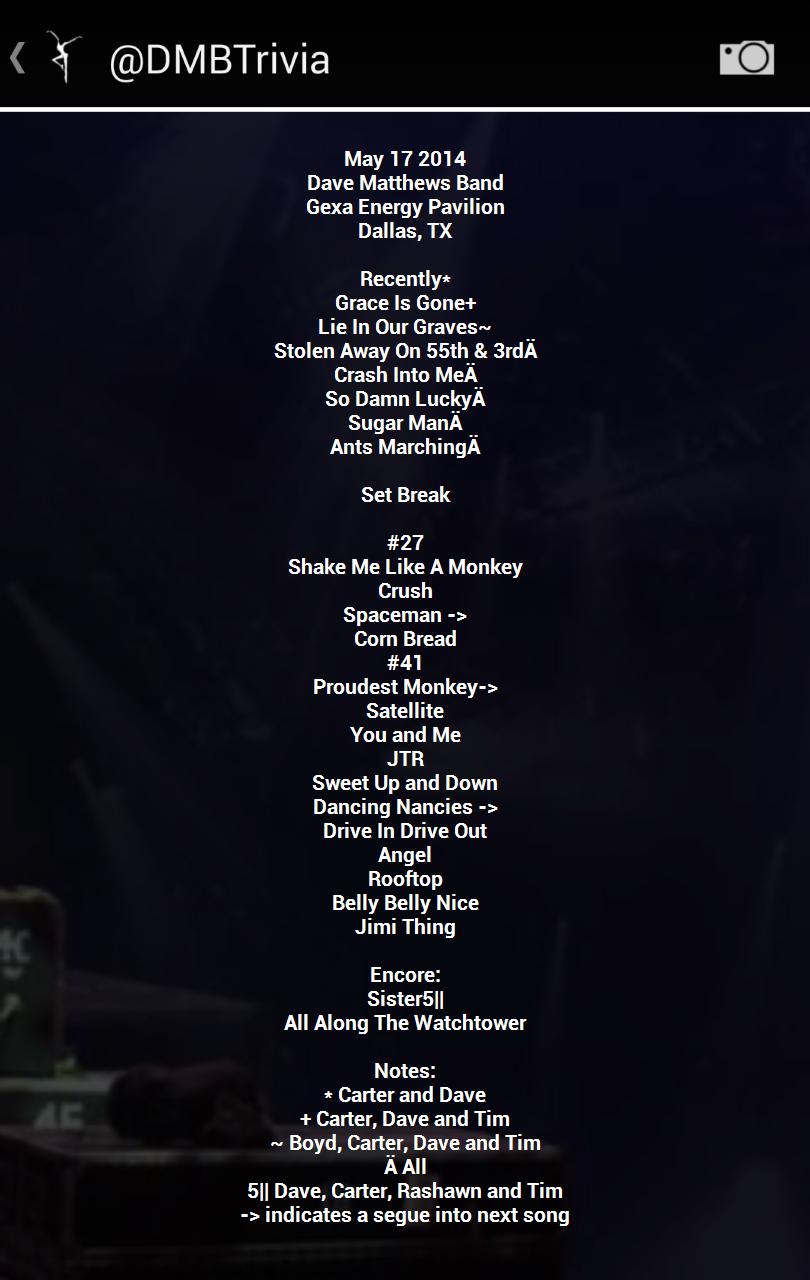 @DMBTrivia
May 17 2014
Dave Matthews Band
Gexa Energy Pavilion
Dallas, TX
Recently*
Grace Is Gone+
Lie In Our Graves~
Stolen Away On 55th & 3rdÄ
Crash Into MeÄ
So Damn LuckyÄ
Sugar ManÄ
Ants MarchingÄ
Set Break
#27
Shake Me Like A Monkey
Crush
Spaceman ->
Corn Bread
#41
Proudest Monkey->
Satellite
You and Me
JTR
Sweet Up and Down
Dancing Nancies ->
Drive In Drive Out
Angel
Rooftop
Belly Belly Nice
Jimi Thing
Encore:
Sister5||
All Along The Watchtower
Notes:
* Carter and Dave
+ Carter, Dave and Tim
~ Boyd, Carter, Dave and Tim
Ä All
5|| Dave, Carter, Rashawn and Tim
-> indicates a segue into next song